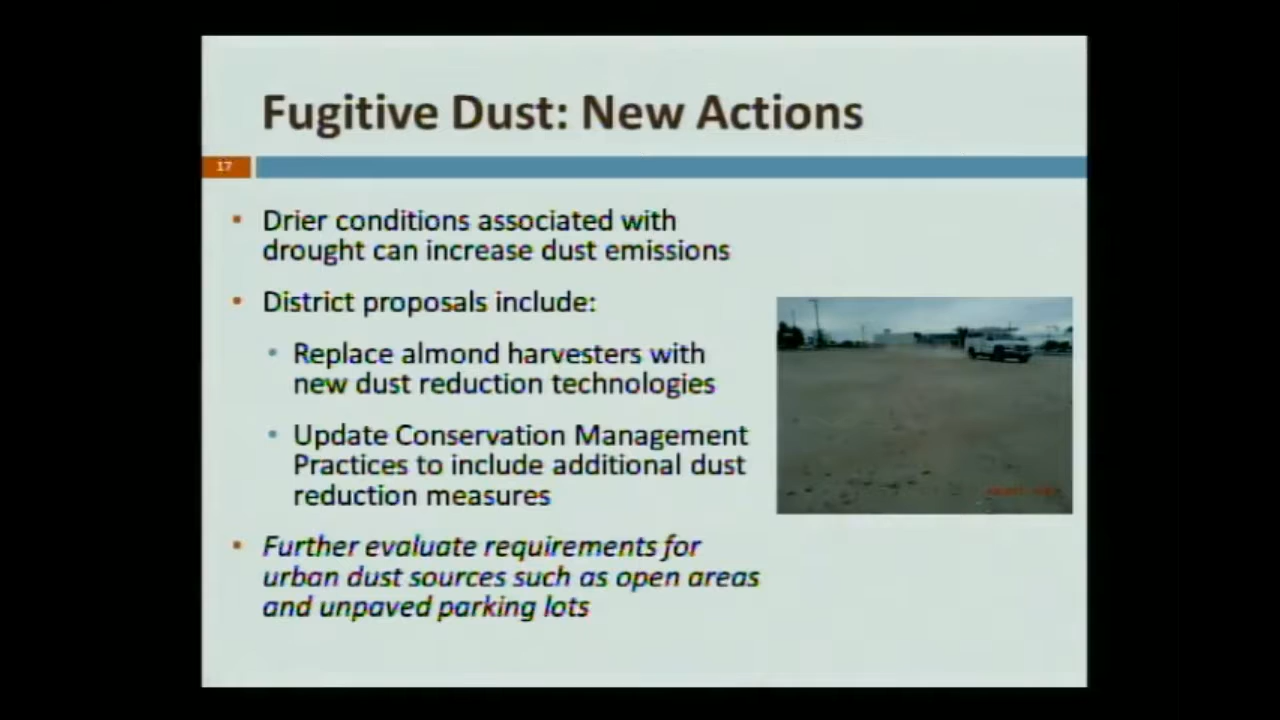 Fugitive Dust: New Actions
17
Drier conditions associated with
drought can increase dust emissions
District proposals include:
Replace almond harvesters with
new dust reduction technologies
Update Conservation Management
Practices to include additional dust
reduction measures
Further evaluate requirements for
urban dust sources such as open areas
and unpaved parking lots